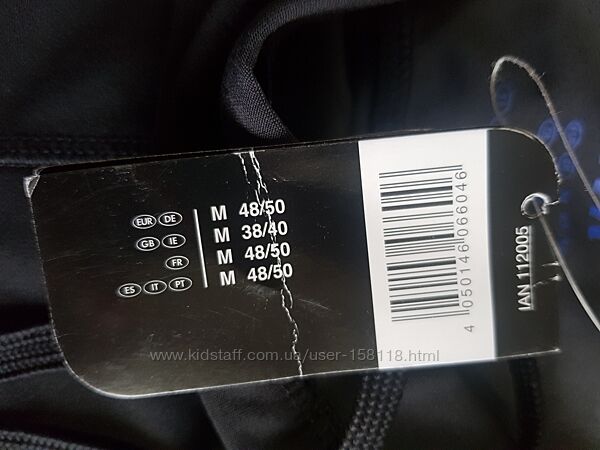 EUR DE M 48/50
GB IE M 38/40
FR M 48/50
ES IT PT M 48/50
4 050146 066046
IAN 112005
www.kidstaff.com.ua/user-158118.html